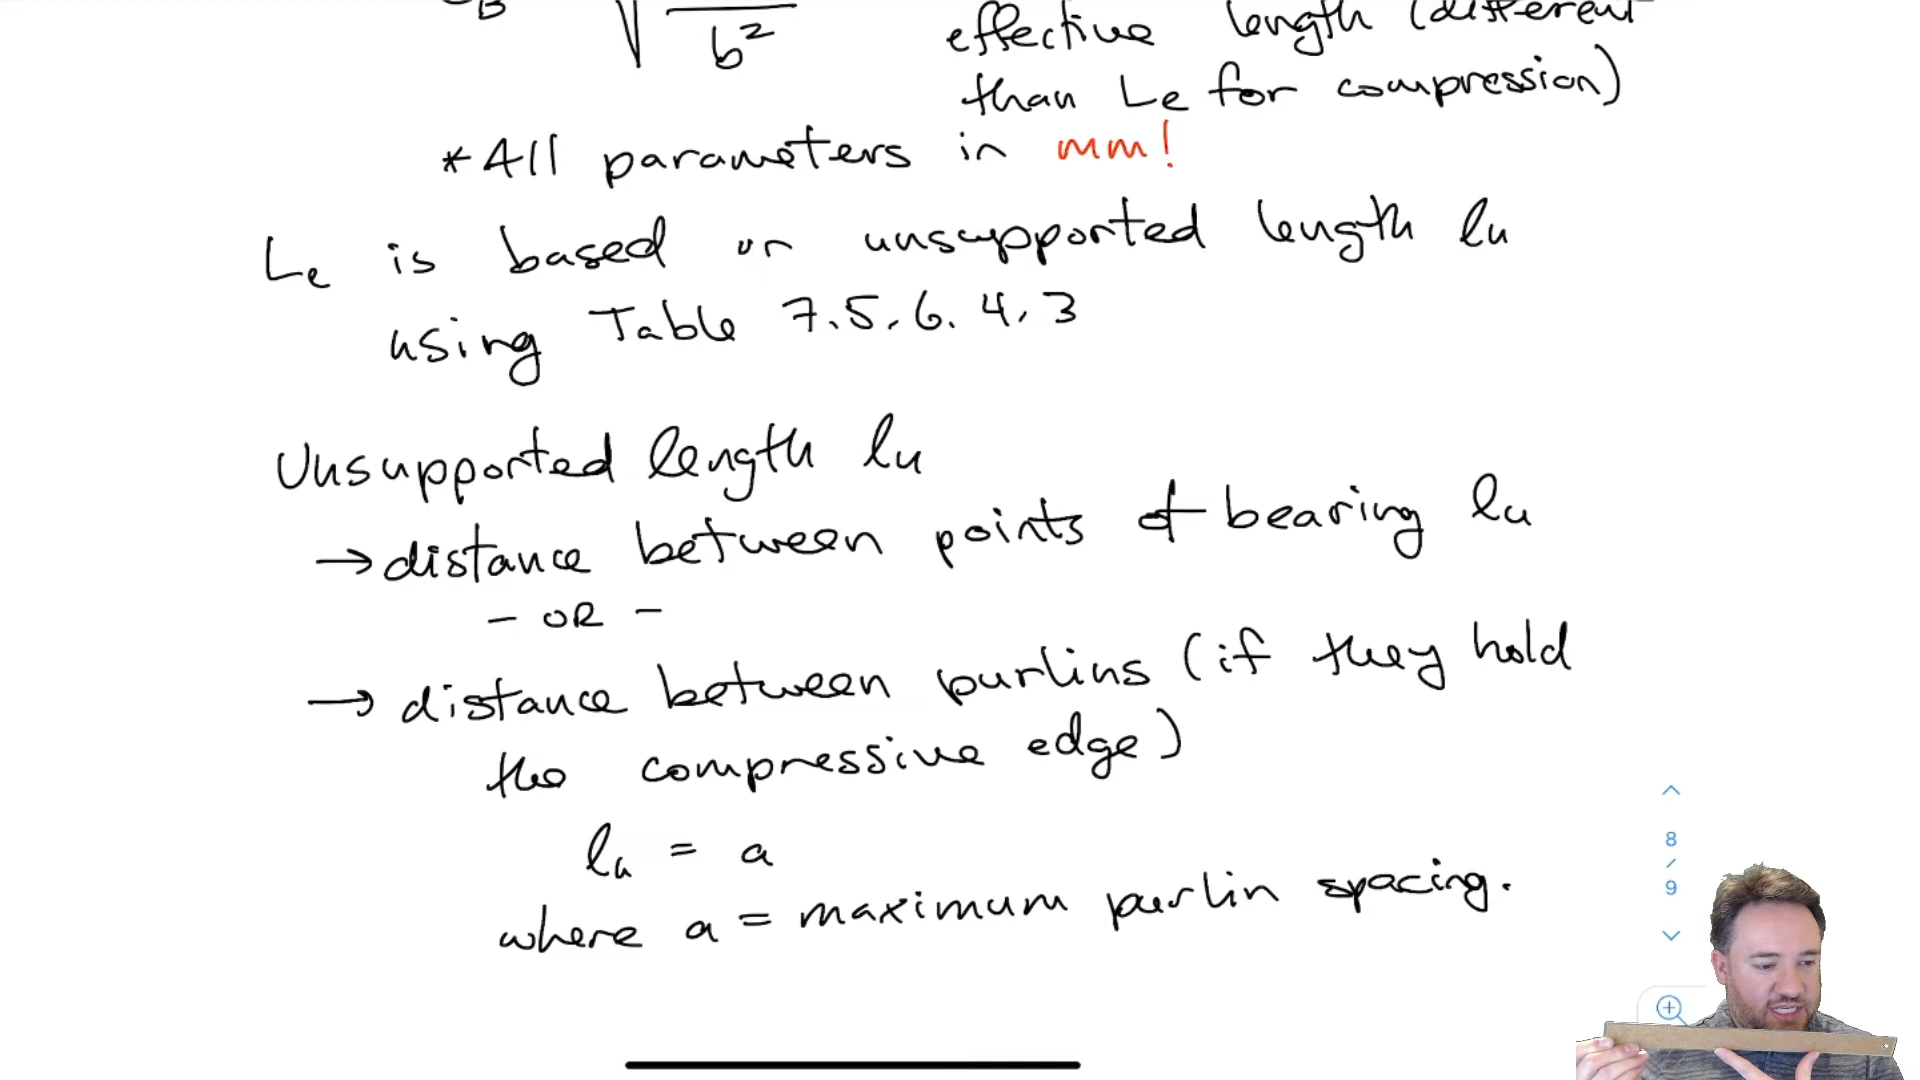 CB √ b² effective length (different
than Le for compression)
*All parameters in mm!
Le is based on unsupported length lu
using Table 7.5.6.4.3
Unsupported length lu
→ distance between points of bearing lu
- OR -
→ distance between purlins (if they hold
the compressive edge)
lu = a
where a = maximum purlin spacing.
8
/
9